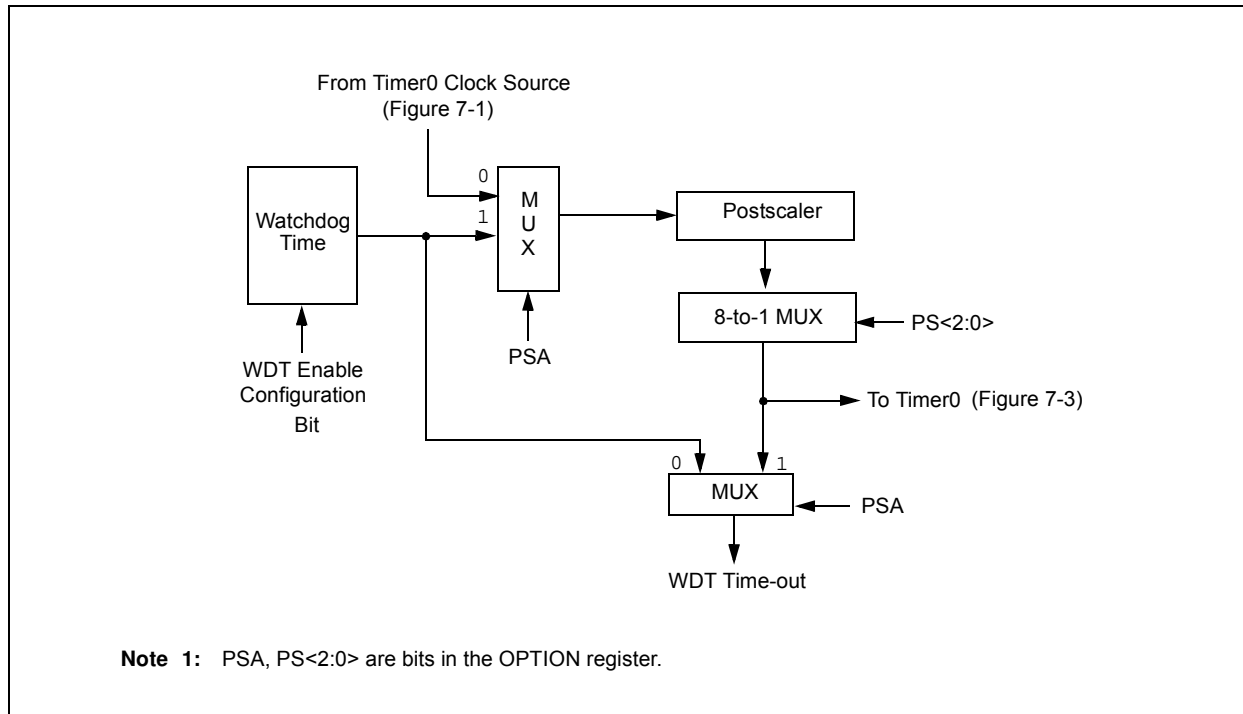 From Timer0 Clock Source
(Figure 7-1)
0
1
M
U
X
Watchdog
Time
Postscaler
8-to-1 MUX
PS<2:0>
PSA
WDT Enable
Configuration
Bit
To Timer0 (Figure 7-3)
0
1
MUX
PSA
WDT Time-out
Note 1: PSA, PS<2:0> are bits in the OPTION register.